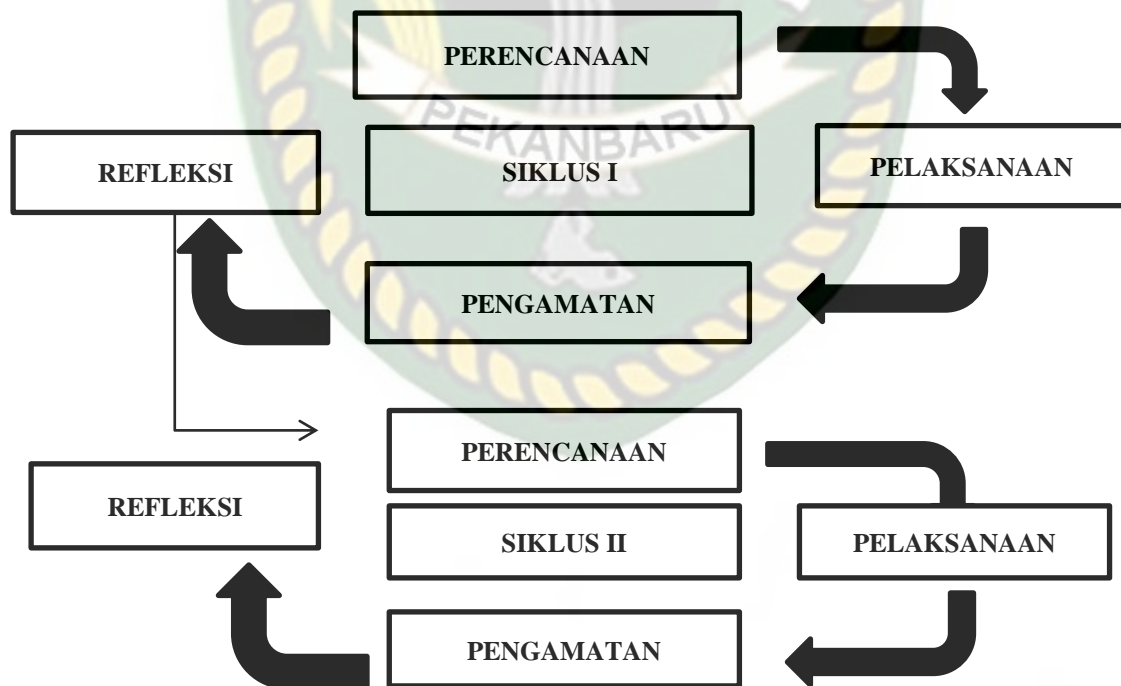 PERENCANAAN
PEKANBARU
REFLEKSI
SIKLUS I
PELAKSANAAN
PENGAMATAN
PERENCANAAN
REFLEKSI
SIKLUS II
PELAKSANAAN
PENGAMATAN